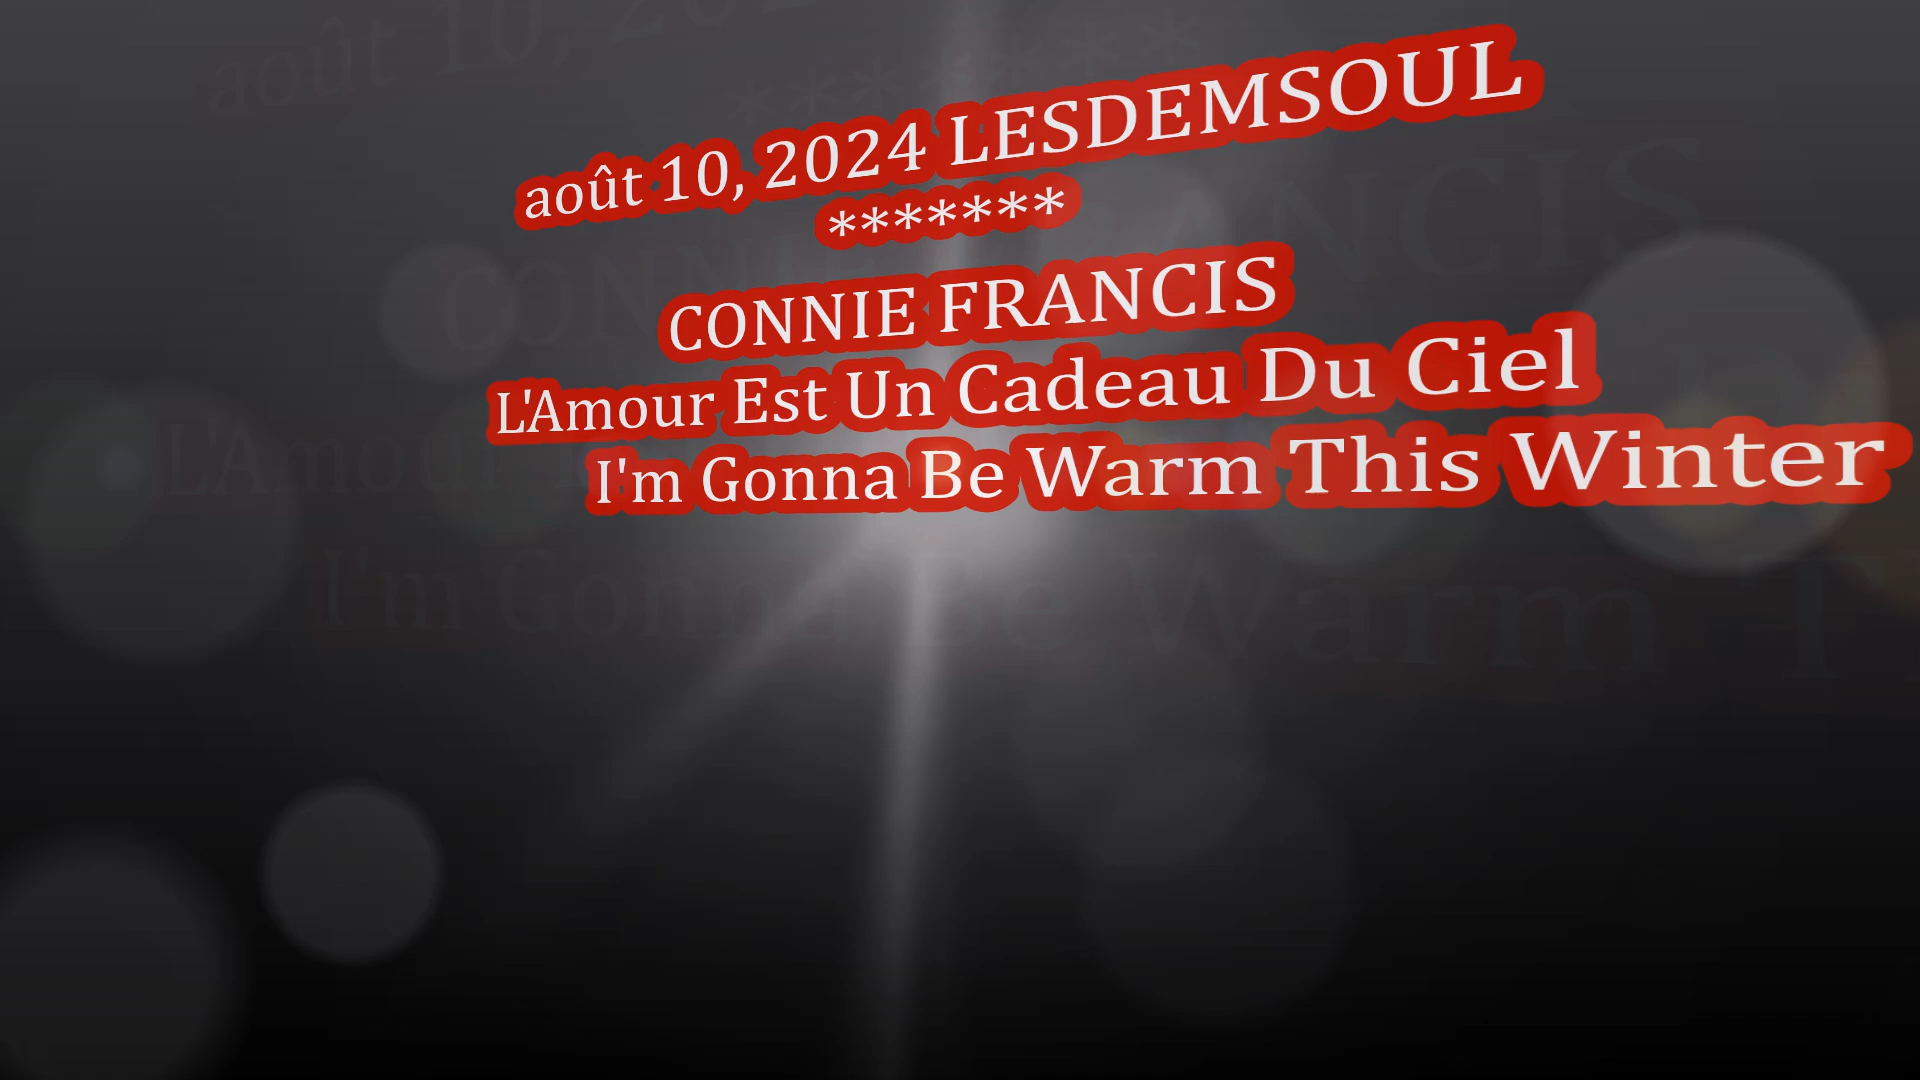 août 10, 2024 LESDEMSOUL
*******
CONNIE FRANCIS
L'Amour Est Un Cadeau Du Ciel
I'm Gonna Be Warm This Winter